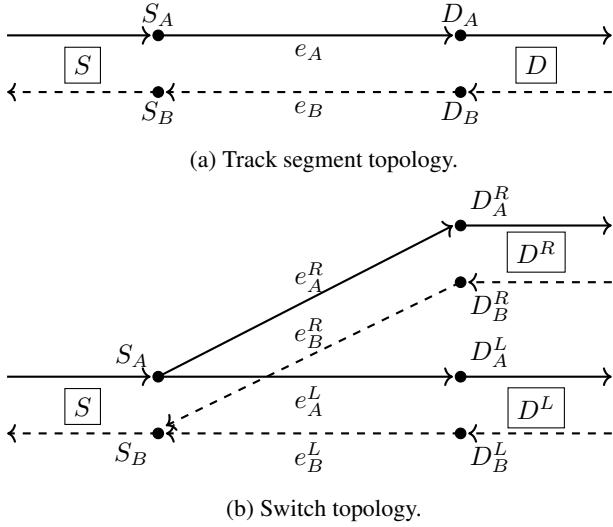 S_A D_A
e_A
S D
S_B e_B D_B
(a) Track segment topology.
D_A^R
e_A^R D^R
e_B^R D_B^R
S_A D_A^L
S e_A^L D^L
S_B e_B^L D_B^L
(b) Switch topology.